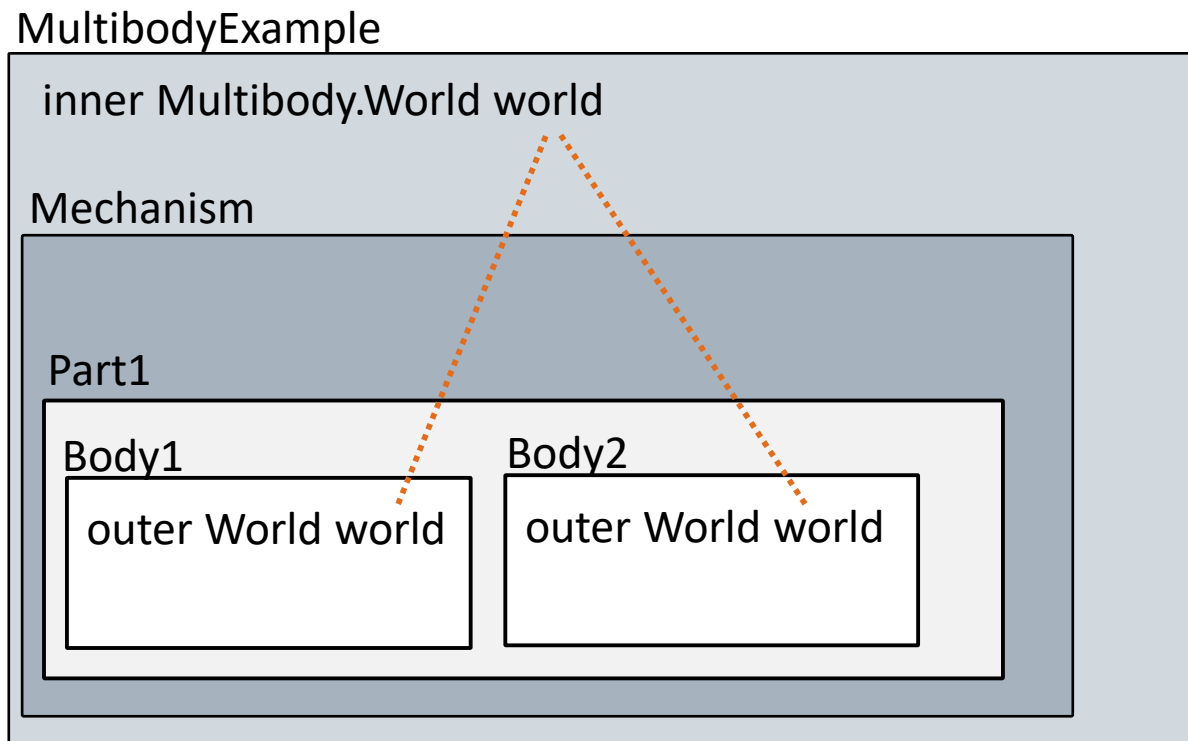 MultibodyExample
inner Multibody.World world
Mechanism
Part1
Body1
Body2
outer World world
outer World world